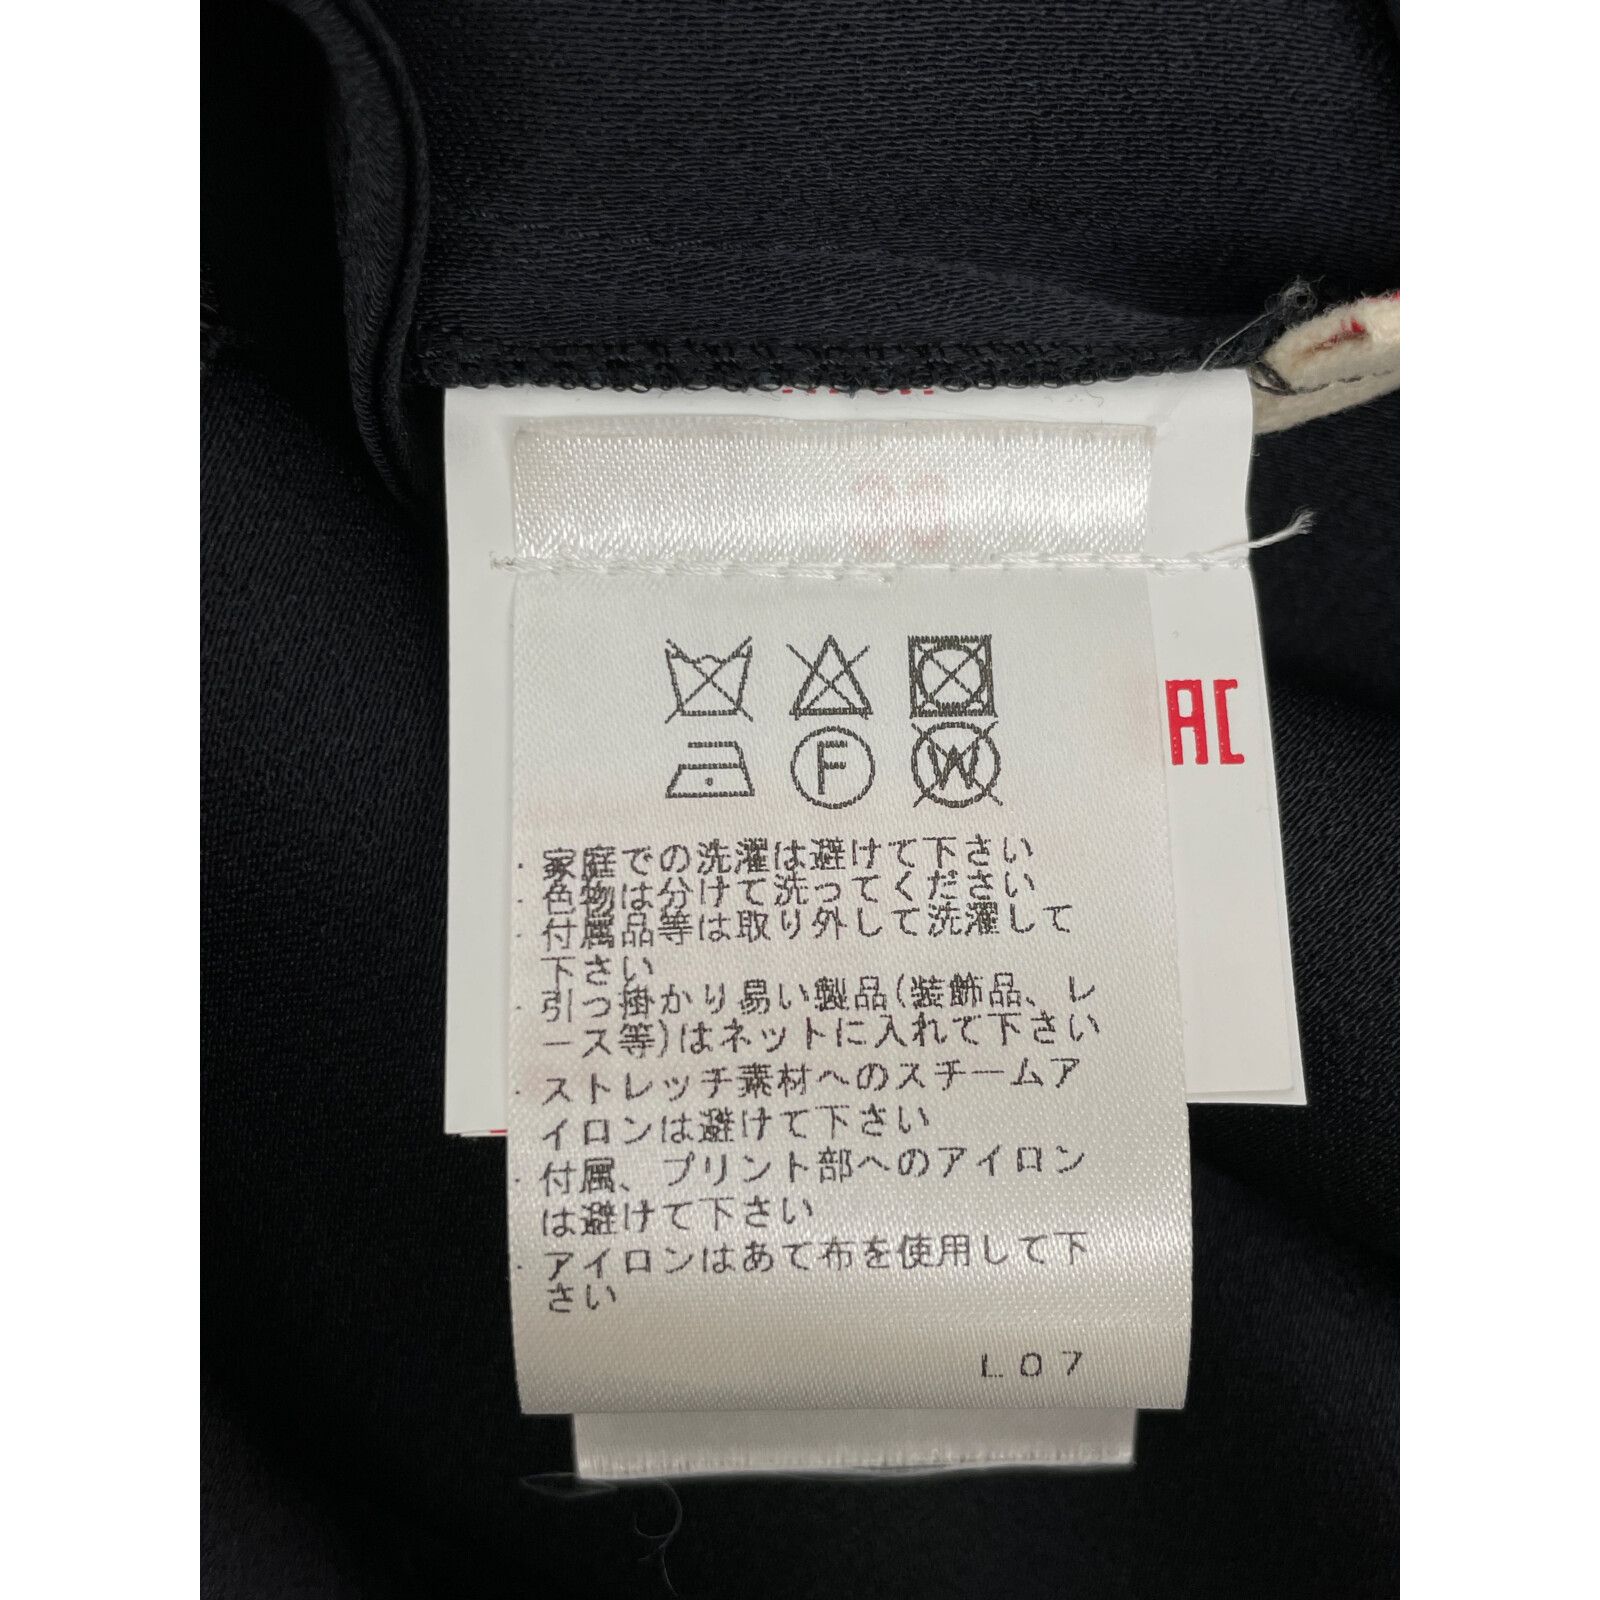 F
W
EAC
・家庭での洗濯は避けて下さい
・色物は分けて洗ってください
・付属品等は取り外して洗濯して
下さい
・引っ掛かり易い製品(装飾品、レ
ース等)はネットに入れて下さい
・ストレッチ素材へのスチームア
イロンは避けて下さい
・付属、プリント部へのアイロン
は避けて下さい
・アイロンはあて布を使用して下
さい
L07